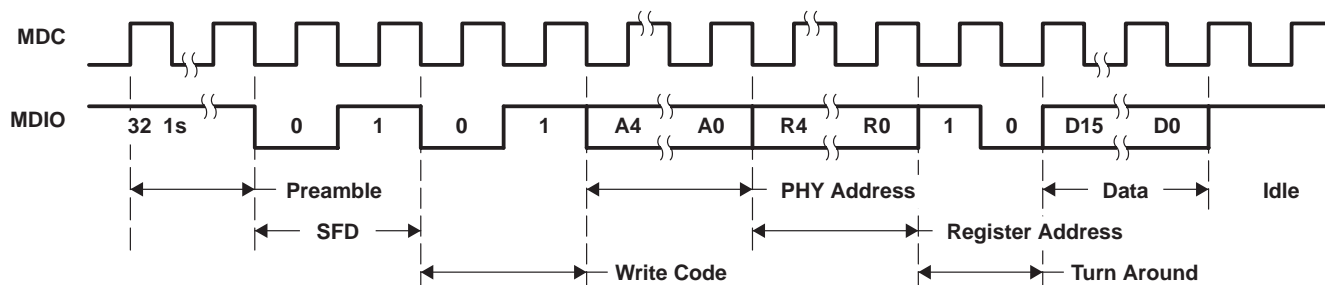 MDC
MDIO
32 1s 0 1 0 1 A4 A0 R4 R0 1 0 D15 D0
Preamble PHY Address Data Idle
SFD Register Address
Write Code Turn Around